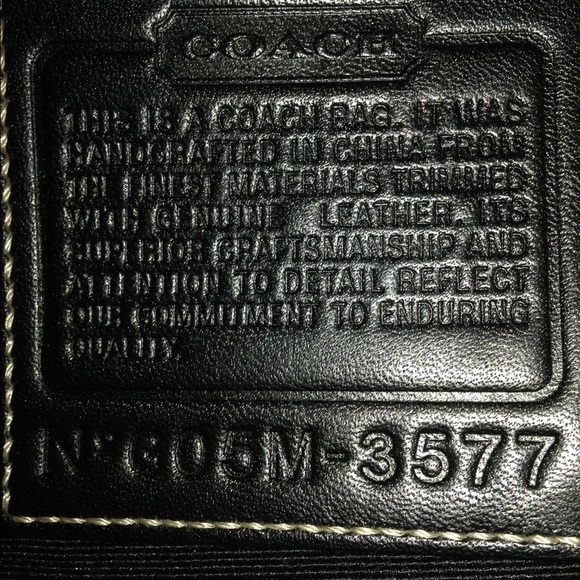 COACH
THIS IS A COACH BAG. IT WAS
HANDCRAFTED IN CHINA FROM
THE FINEST MATERIALS TRIMMED
WITH GENUINE LEATHER. ITS
SUPERIOR CRAFTSMANSHIP AND
ATTENTION TO DETAIL REFLECT
OUR COMMITMENT TO ENDURING
QUALITY.
Nº G05M-3577